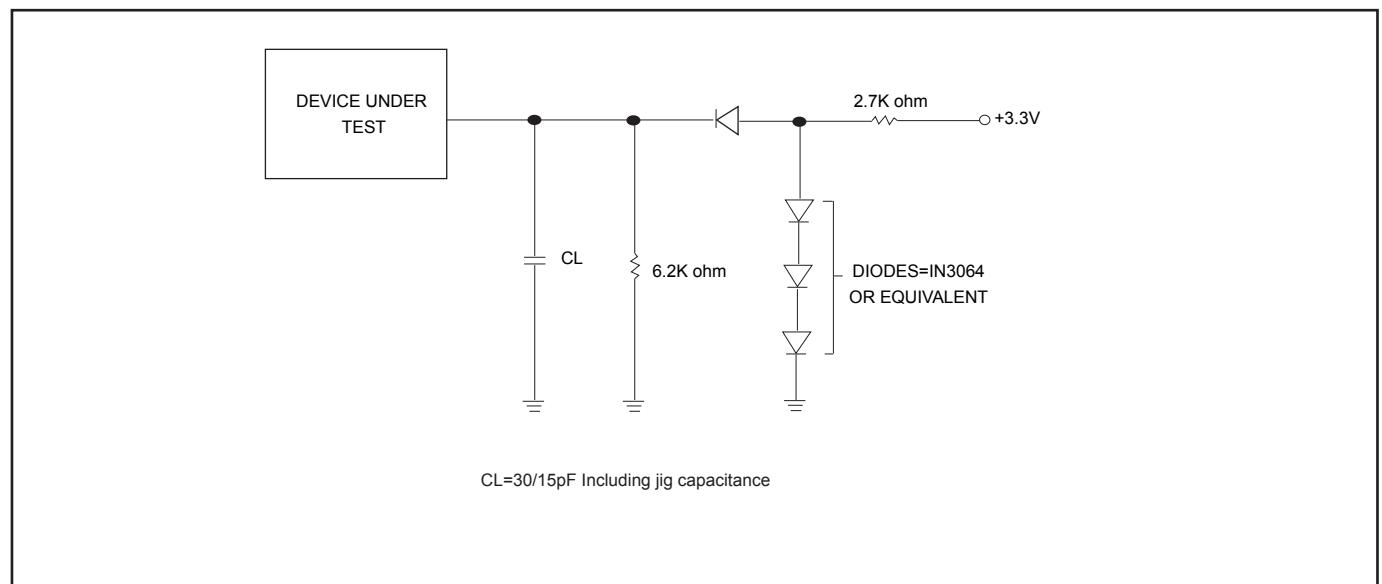 DEVICE UNDER
TEST
2.7K ohm
+3.3V
CL
6.2K ohm
DIODES=IN3064
OR EQUIVALENT
CL=30/15pF Including jig capacitance